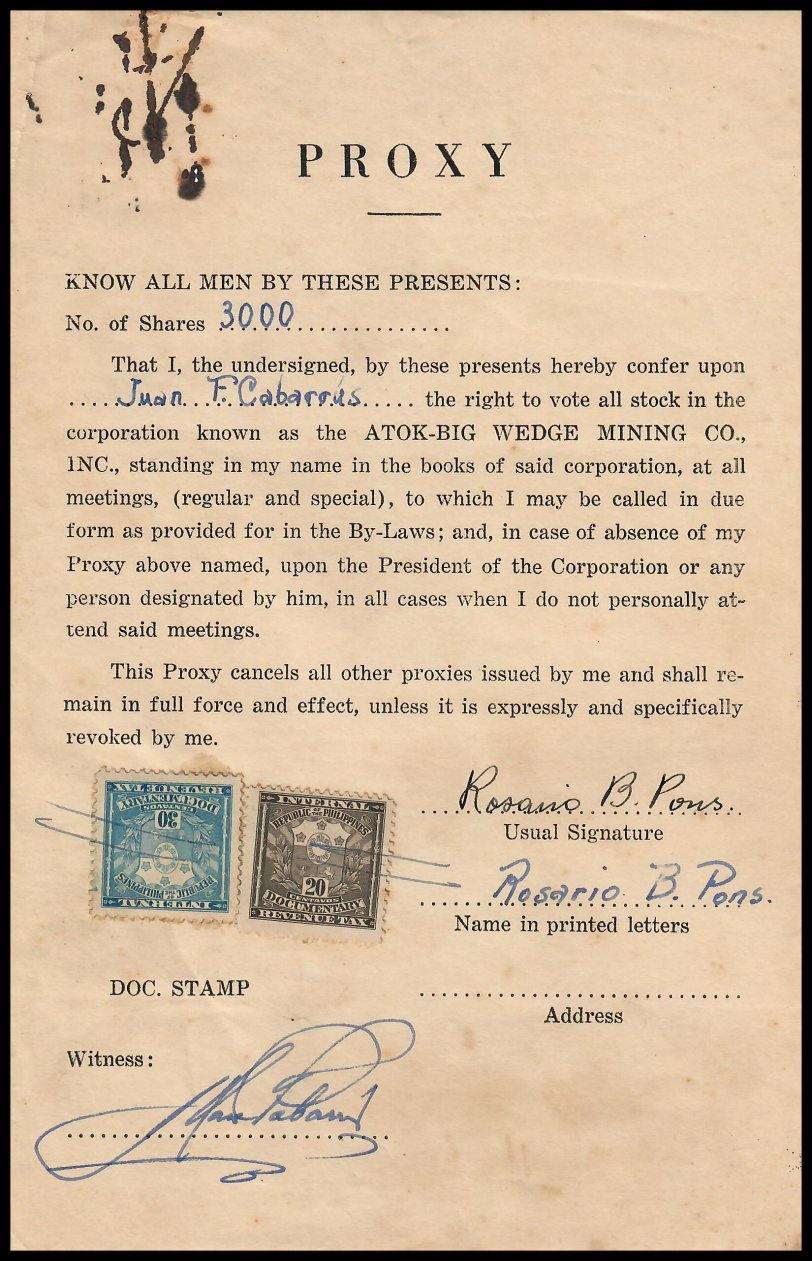 PROXY
KNOW ALL MEN BY THESE PRESENTS:
No. of Shares 3000
That I, the undersigned, by these presents hereby confer upon
Juan F. Cabarrús the right to vote all stock in the
corporation known as the ATOK-BIG WEDGE MINING CO.,
INC., standing in my name in the books of said corporation, at all
meetings, (regular and special), to which I may be called in due
form as provided for in the By-Laws; and, in case of absence of my
Proxy above named, upon the President of the Corporation or any
person designated by him, in all cases when I do not personally at-
tend said meetings.
This Proxy cancels all other proxies issued by me and shall re-
main in full force and effect, unless it is expressly and specifically
revoked by me.
INTERNAL
REPUBLIC OF THE PHILIPPINES
30
CENTAVOS
DOCUMENTARY
REVENUE TAX
INTERNAL
REPUBLIC OF THE PHILIPPINES
20
CENTAVOS
DOCUMENTARY
REVENUE TAX
Rosario B. Pons.
Usual Signature
Rosario B. Pons.
Name in printed letters
DOC. STAMP
Address
Witness: